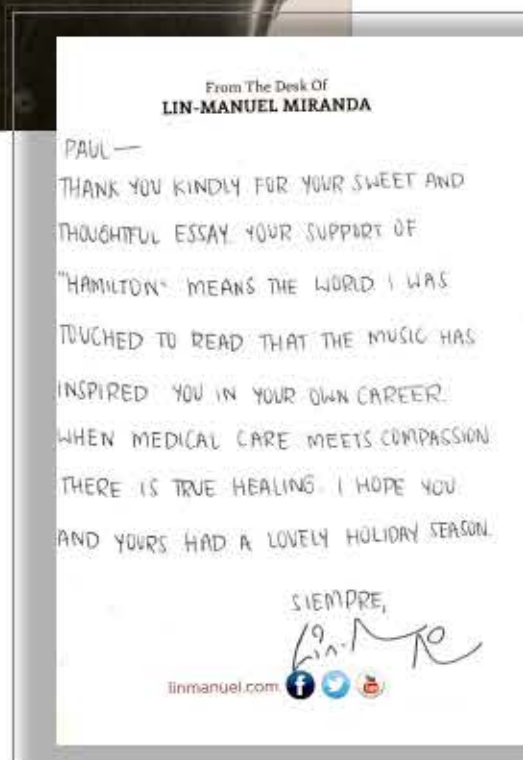 From The Desk Of
LIN-MANUEL MIRANDA
PAUL—
THANK YOU KINDLY FOR YOUR SWEET AND
THOUGHTFUL ESSAY. YOUR SUPPORT OF
"HAMILTON" MEANS THE WORLD. I WAS
TOUCHED TO READ THAT THE MUSIC HAS
INSPIRED YOU IN YOUR OWN CAREER.
WHEN MEDICAL CARE MEETS COMPASSION
THERE IS TRUE HEALING. I HOPE YOU
AND YOURS HAD A LOVELY HOLIDAY SEASON.
SIEMPRE,
Lin-M
linmanuel.com